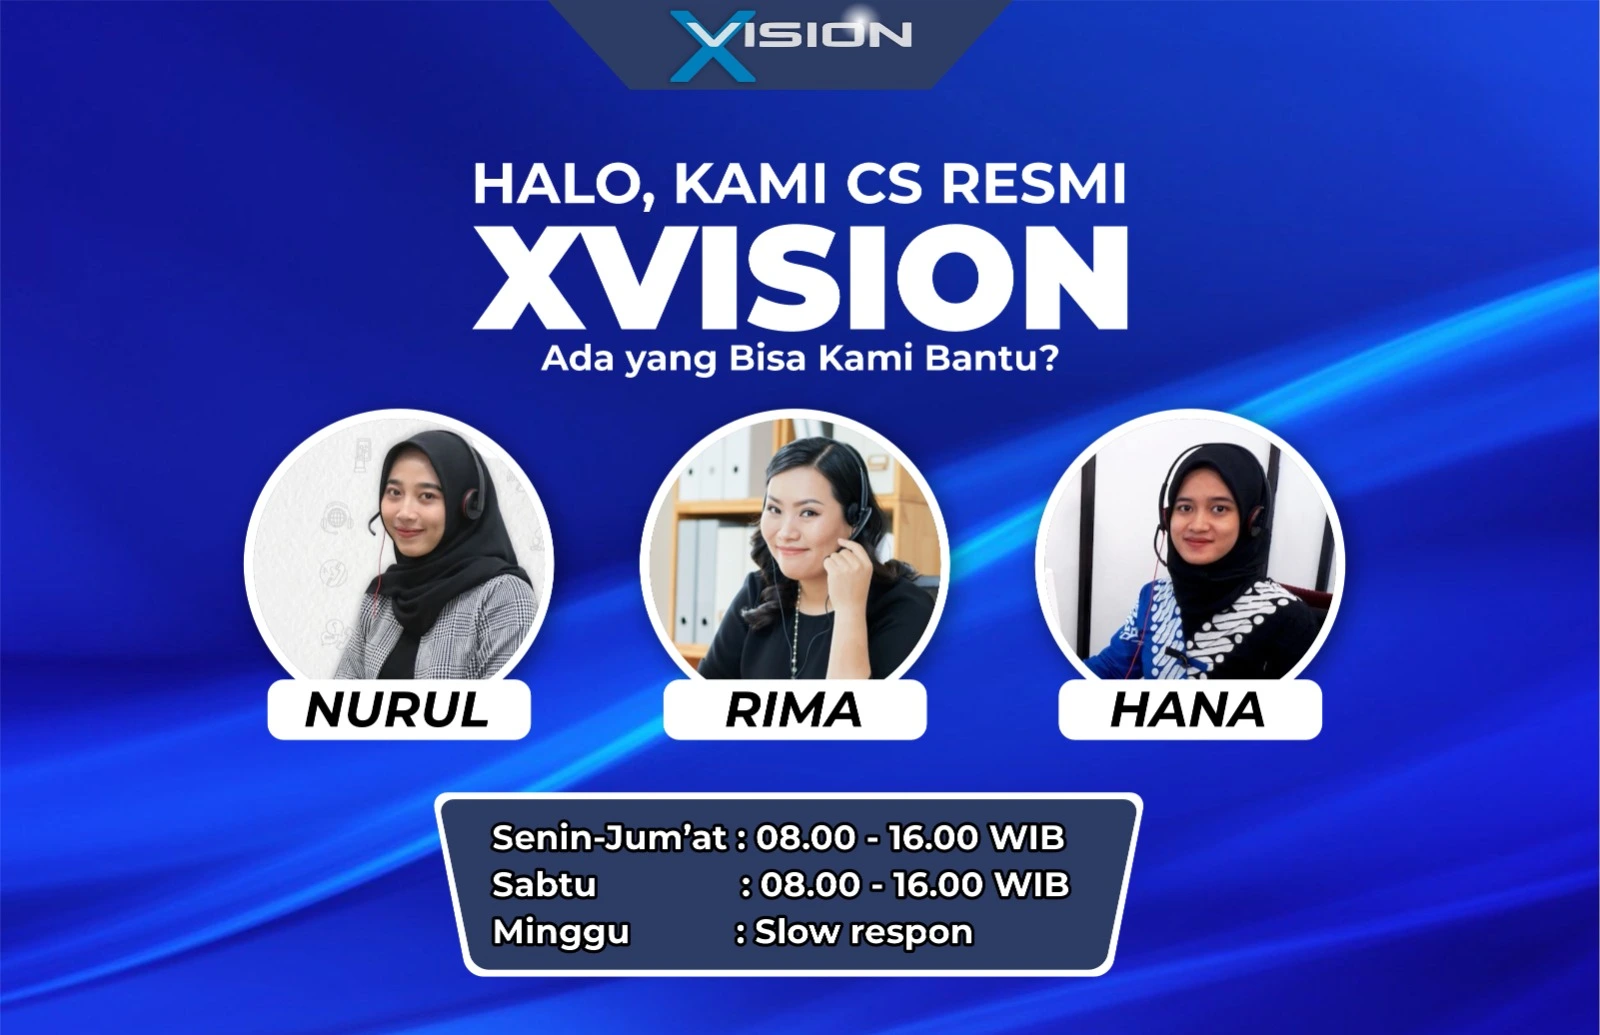 XVISION
HALO, KAMI CS RESMI
XVISION
Ada yang Bisa Kami Bantu?
NURUL
RIMA
HANA
Senin-Jum’at : 08.00 - 16.00 WIB
Sabtu : 08.00 - 16.00 WIB
Minggu : Slow respon